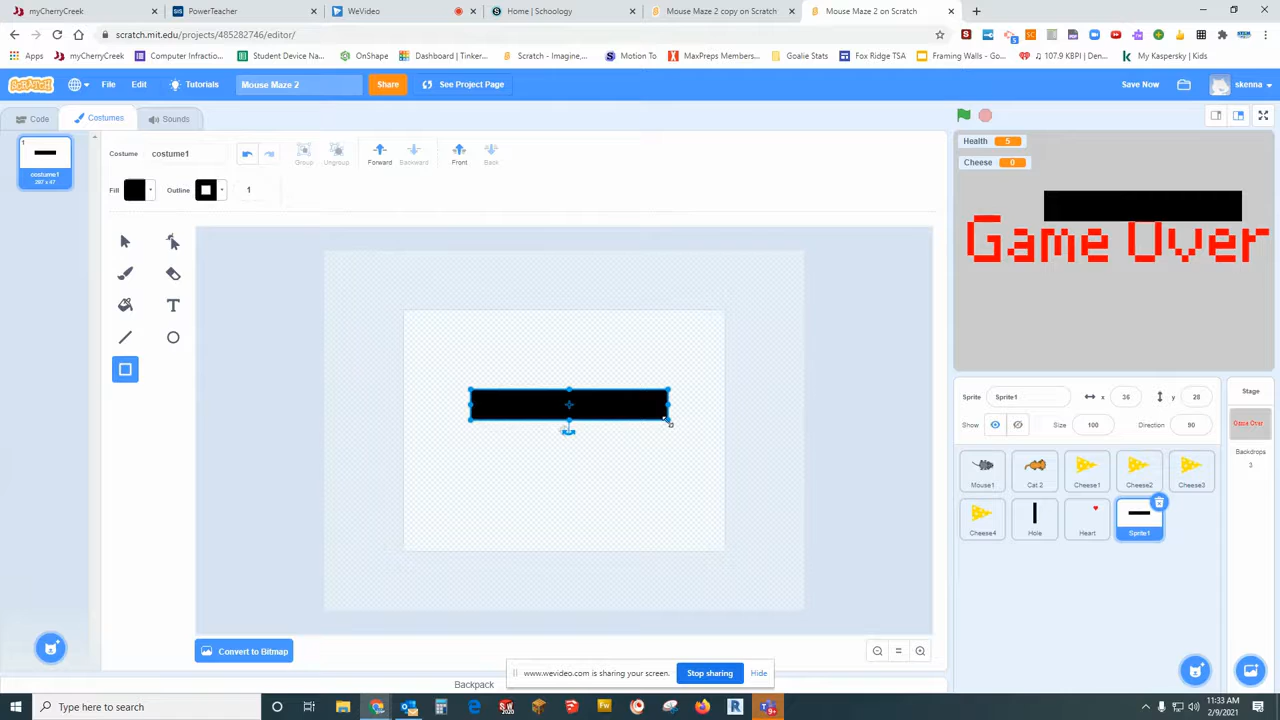 myCherryCreek
PowerTeacher
WeVideo
Home | Schoology
Mouse Maze 2 copy on Scratch
Mouse Maze 2 on Scratch
scratch.mit.edu/projects/485282746/editor/
Apps
myCherryCreek
Computer Infractio...
Student Device Na...
GoGuardian
Dashboard | Tinker...
Scratch - Imagine,...
Motion To
MaxPreps Members...
Goalie Stats
Fox Ridge TSA
Framing Walls - Go...
107.9 KBPI | Den...
My Kaspersky | Kids
SCRATCH
File
Edit
Tutorials
Mouse Maze 2
Share
See Project Page
Save Now
skenna
Code
Costumes
Sounds
1
costume1
Costume
costume1
Group
Ungroup
Forward
Backward
Front
Back
Fill
Outline
1
Health 5
Cheese 0
Game Over
Convert to Bitmap
Sprite
Sprite1
x
36
y
28
Show
Size
100
Direction
90
Mouse1
Cat 2
Cheese1
Cheese2
Cheese3
Cheese4
Hole
Heart
Sprite1
Stage
Game Over
Backdrops
3
Backpack
www.wevideo.com is sharing your screen.
Stop sharing
Hide
Type here to search
11:33 AM
2/9/2021